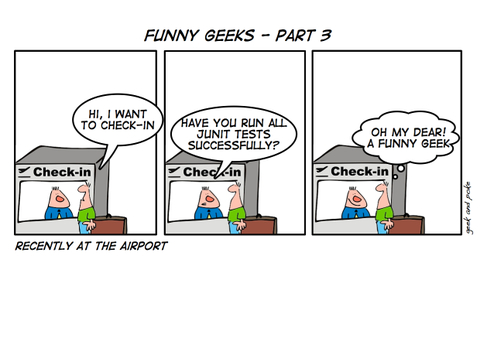 FUNNY GEEKS - PART 3
HI, I WANT
TO CHECK-IN
Check-in
HAVE YOU RUN ALL
JUNIT TESTS
SUCCESSFULLY?
Check-in
OH MY DEAR!
A FUNNY GEEK
Check-in
geek and poke
RECENTLY AT THE AIRPORT